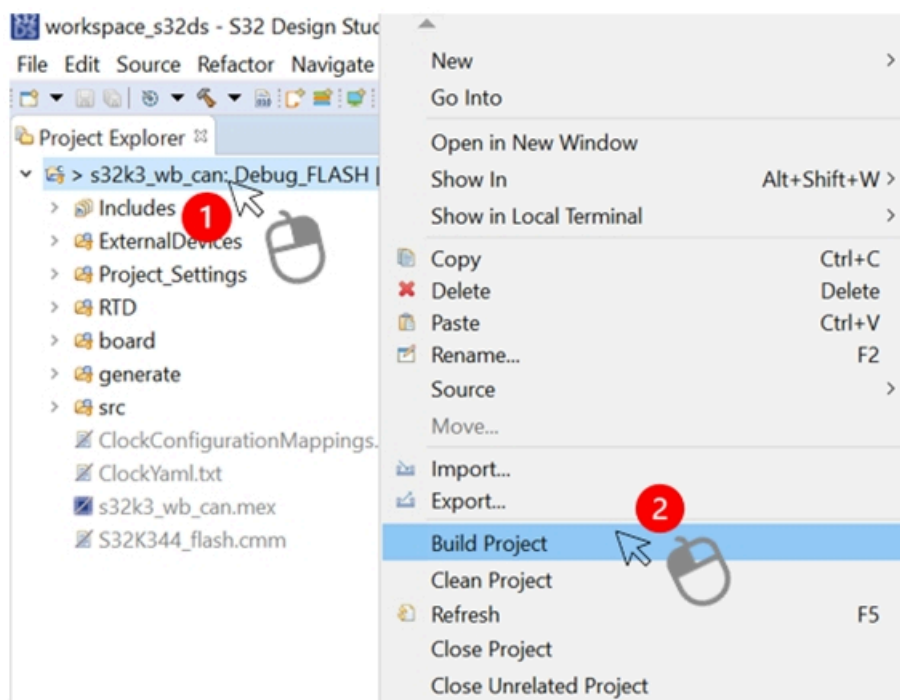 workspace_s32ds - S32 Design Stud
File Edit Source Refactor Navigate
Project Explorer
> s32k3_wb_can: Debug_FLASH
1
Includes
ExternalDevices
Project_Settings
RTD
board
generate
src
ClockConfigurationMappings.
ClockYaml.txt
s32k3_wb_can.mex
S32K344_flash.cmm
New
Go Into
Open in New Window
Show In Alt+Shift+W
Show in Local Terminal
Copy Ctrl+C
Delete Delete
Paste Ctrl+V
Rename... F2
Source
Move...
Import...
Export...
2
Build Project
Clean Project
Refresh F5
Close Project
Close Unrelated Project